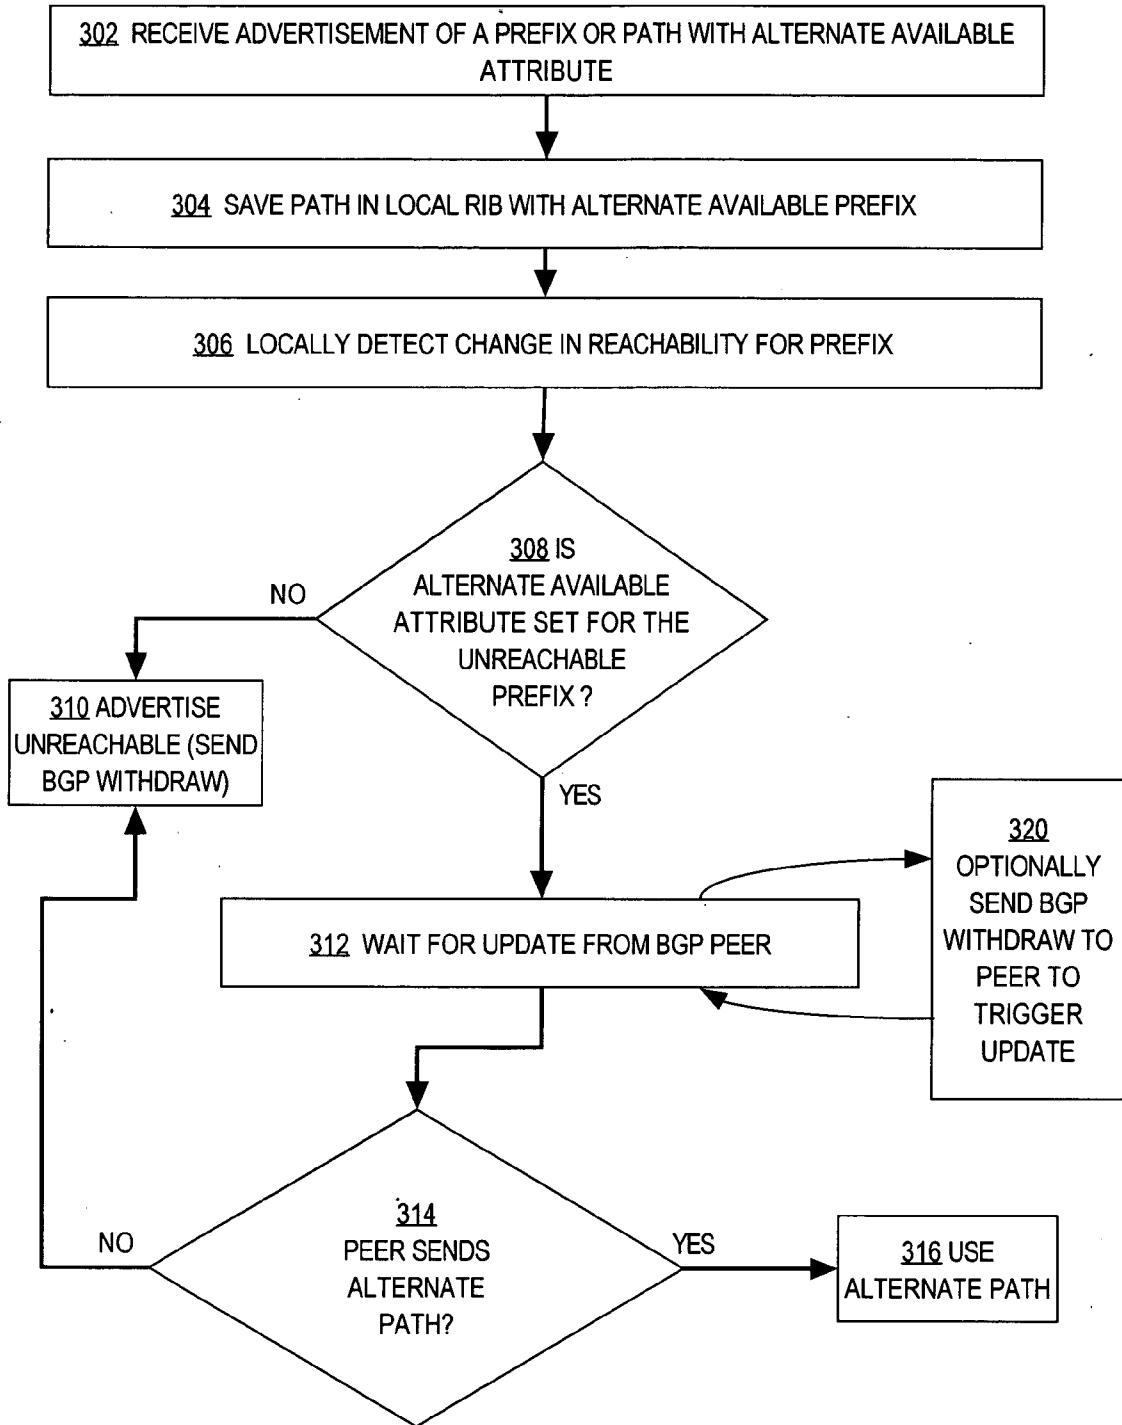 302 RECEIVE ADVERTISEMENT OF A PREFIX OR PATH WITH ALTERNATE AVAILABLE
ATTRIBUTE
304 SAVE PATH IN LOCAL RIB WITH ALTERNATE AVAILABLE PREFIX
306 LOCALLY DETECT CHANGE IN REACHABILITY FOR PREFIX
308 IS
ALTERNATE AVAILABLE
ATTRIBUTE SET FOR THE
UNREACHABLE
PREFIX?
NO
310 ADVERTISE
UNREACHABLE (SEND
BGP WITHDRAW)
YES
312 WAIT FOR UPDATE FROM BGP PEER
320
OPTIONALLY
SEND BGP
WITHDRAW TO
PEER TO
TRIGGER
UPDATE
314
PEER SENDS
ALTERNATE
PATH?
NO
YES
316 USE
ALTERNATE PATH